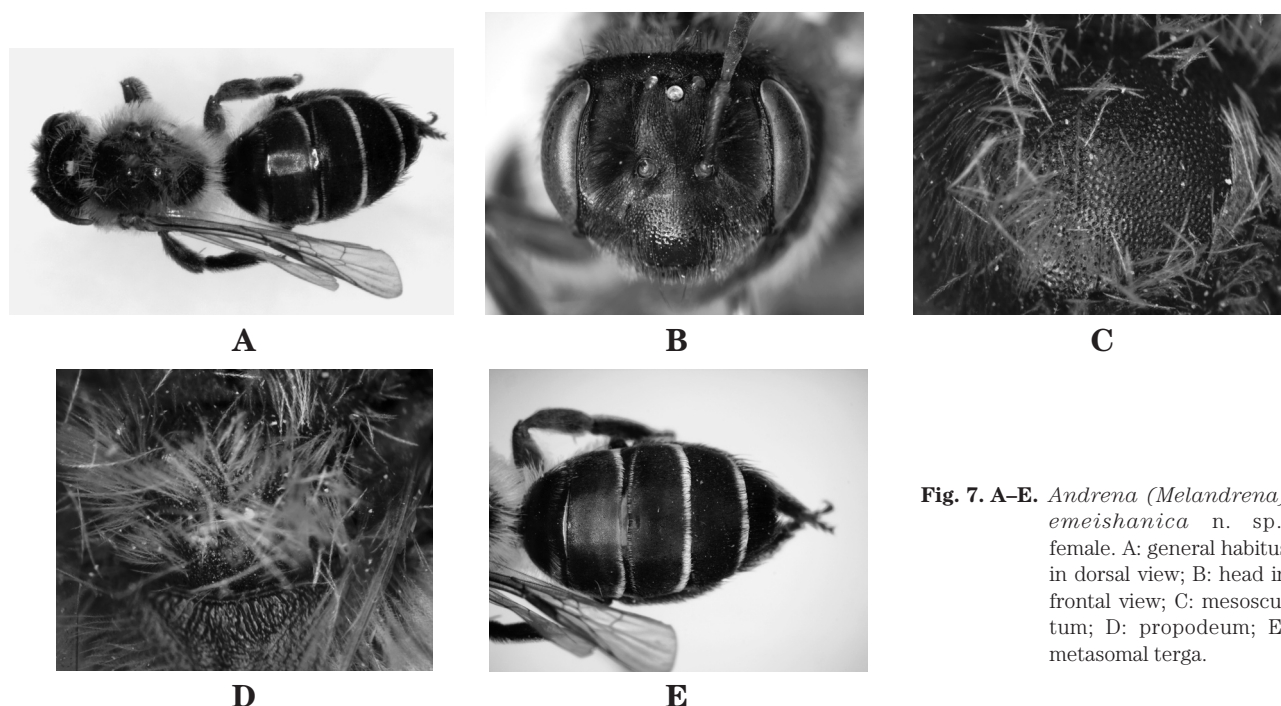 A
B
C
D
E
Fig. 7. A–E. Andrena (Melandrena)
emeishanica n. sp.
female. A: general habitus
in dorsal view; B: head in
frontal view; C: mesoscu-
tum; D: propodeum; E
metasomal terga.